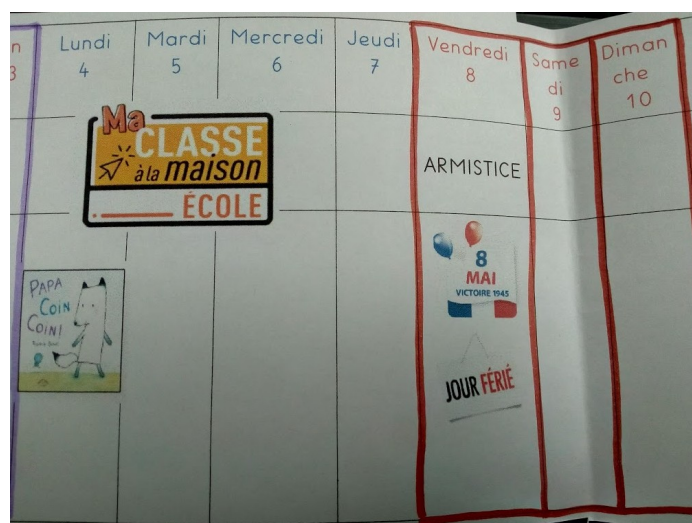 n
3
Lundi
4
Mardi
5
Mercredi
6
Jeudi
7
Vendredi
8
Same
di
9
Diman
che
10
Ma
CLASSE
à la maison
ÉCOLE
ARMISTICE
8
MAI
VICTOIRE 1945
JOUR FÉRIÉ
PAPA
COIN
COIN!